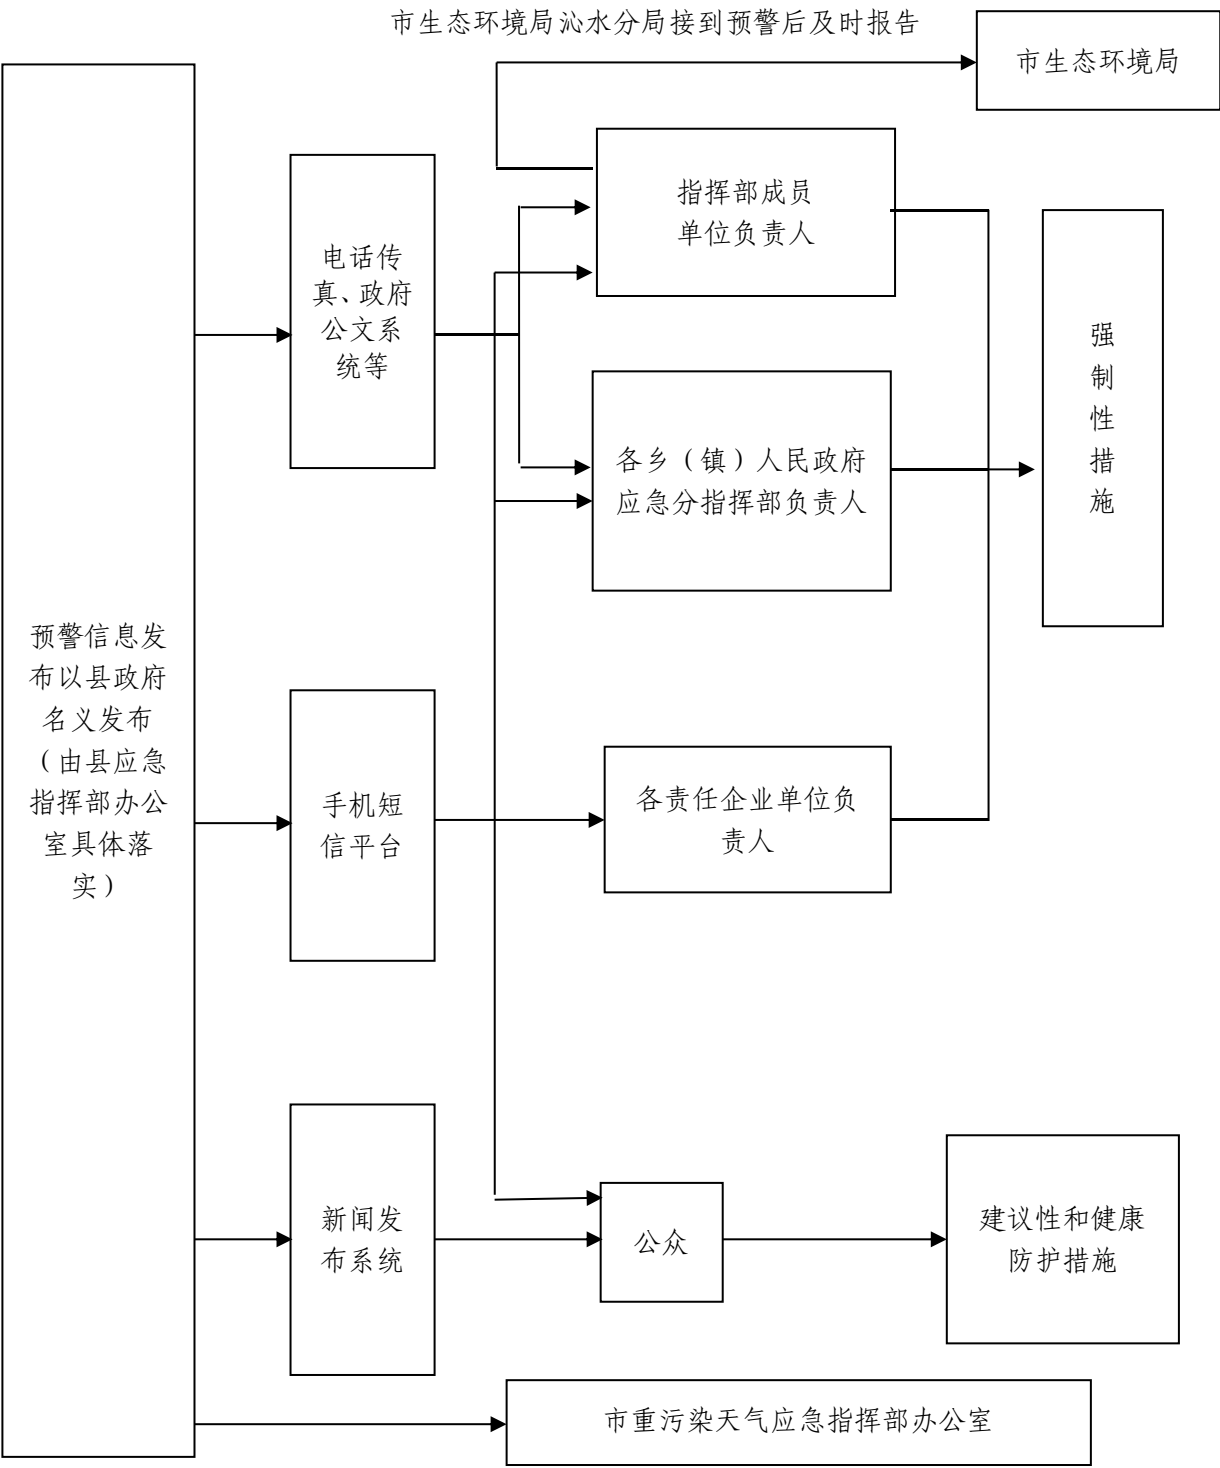 市生态环境局沁水分局接到预警后及时报告
市生态环境局
指挥部成员
单位负责人
电话传
真、政府
公文系
统等
强
制
性
措
施
各乡（镇）人民政府
应急分指挥部负责人
预警信息发
布以县政府
名义发布
（由县应急
指挥部办公
室具体落
实）
手机短
信平台
各责任企业单位负
责人
新闻发
布系统
公众
建议性和健康
防护措施
市重污染天气应急指挥部办公室